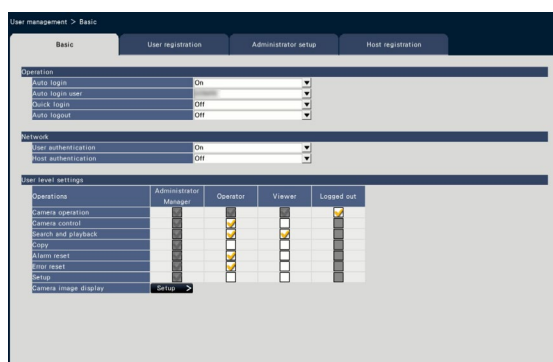 User management > Basic
Basic
User registration
Administrator setup
Host registration
Operation
Auto login On
Auto login user
Quick login Off
Auto logout Off
Network
User authentication On
Host authentication Off
User level settings
Operations Administrator Manager Operator Viewer Logged out
Camera operation
Camera control
Search and playback
Copy
Alarm reset
Error reset
Setup
Camera image display Setup >